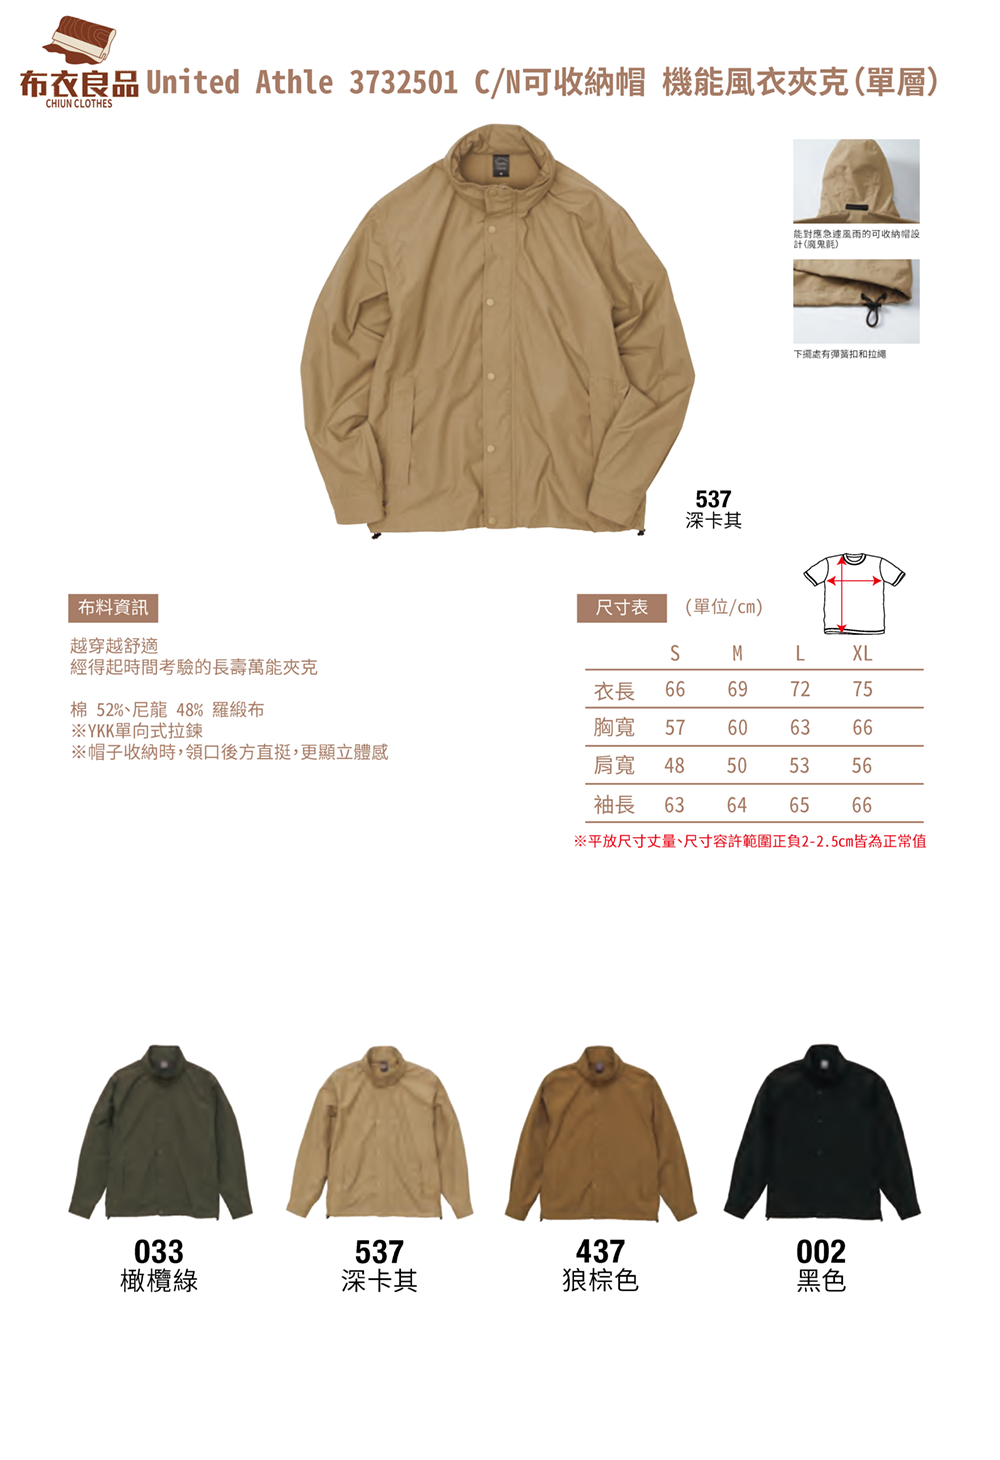 布衣良品
CHIUN CLOTHES
United Athle 3732501 C/N可收納帽 機能風衣夾克(單層)
能對應急遽風雨的可收納帽設
計(魔鬼氈)
下擺處有彈簧扣和拉繩
537
深卡其
布料資訊
越穿越舒適
經得起時間考驗的長壽萬能夾克
棉 52%、尼龍 48% 羅緞布
※YKK單向式拉鍊
※帽子收納時,領口後方直挺,更顯立體感
尺寸表 (單位/cm)
S M L XL
衣長 66 69 72 75
胸寬 57 60 63 66
肩寬 48 50 53 56
袖長 63 64 65 66
※平放尺寸丈量、尺寸容許範圍正負2-2.5cm皆為正常值
033
橄欖綠
537
深卡其
437
狼棕色
002
黑色